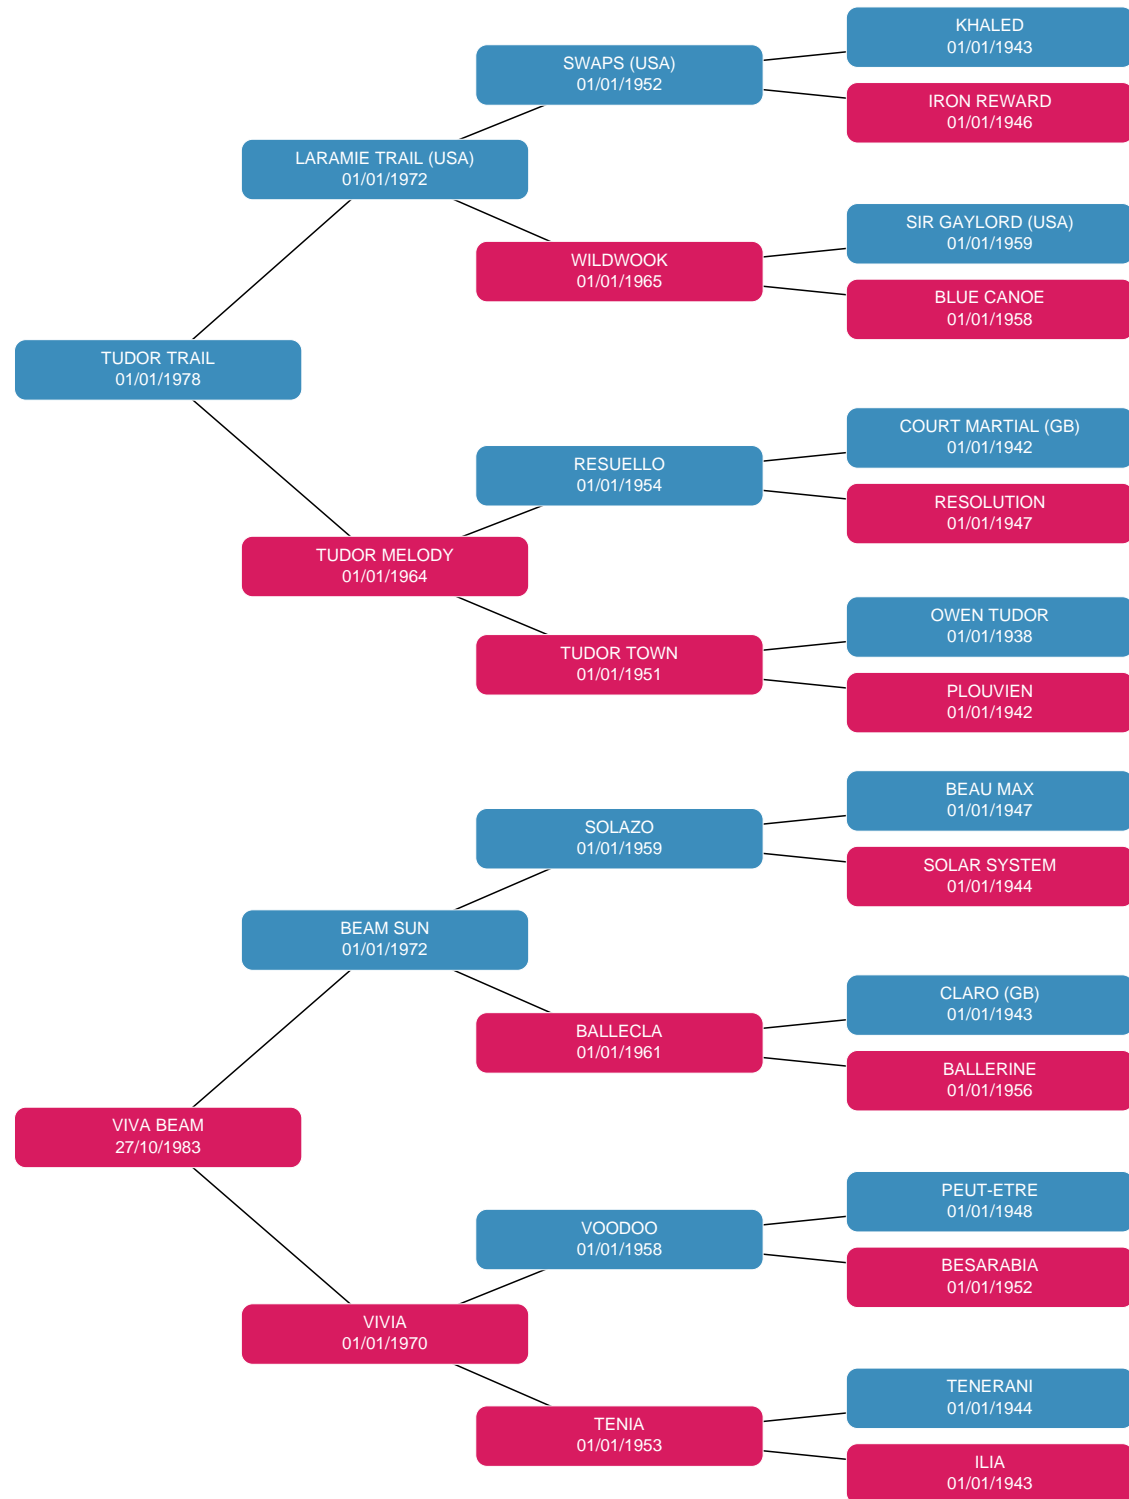 KHALED
01/01/1943
SWAPS (USA)
01/01/1952
IRON REWARD
01/01/1946
LARAMIE TRAIL (USA)
01/01/1972
SIR GAYLORD (USA)
01/01/1959
WILDWOOK
01/01/1965
BLUE CANOE
01/01/1958
TUDOR TRAIL
01/01/1978
COURT MARTIAL (GB)
01/01/1942
RESUELLO
01/01/1954
RESOLUTION
01/01/1947
TUDOR MELODY
01/01/1964
OWEN TUDOR
01/01/1938
TUDOR TOWN
01/01/1951
PLOUVIEN
01/01/1942
BEAU MAX
01/01/1947
SOLAZO
01/01/1959
SOLAR SYSTEM
01/01/1944
BEAM SUN
01/01/1972
CLARO (GB)
01/01/1943
BALLECLA
01/01/1961
BALLERINE
01/01/1956
VIVA BEAM
27/10/1983
PEUT-ETRE
01/01/1948
VOODOO
01/01/1958
BESARABIA
01/01/1952
VIVIA
01/01/1970
TENERANI
01/01/1944
TENIA
01/01/1953
ILIA
01/01/1943